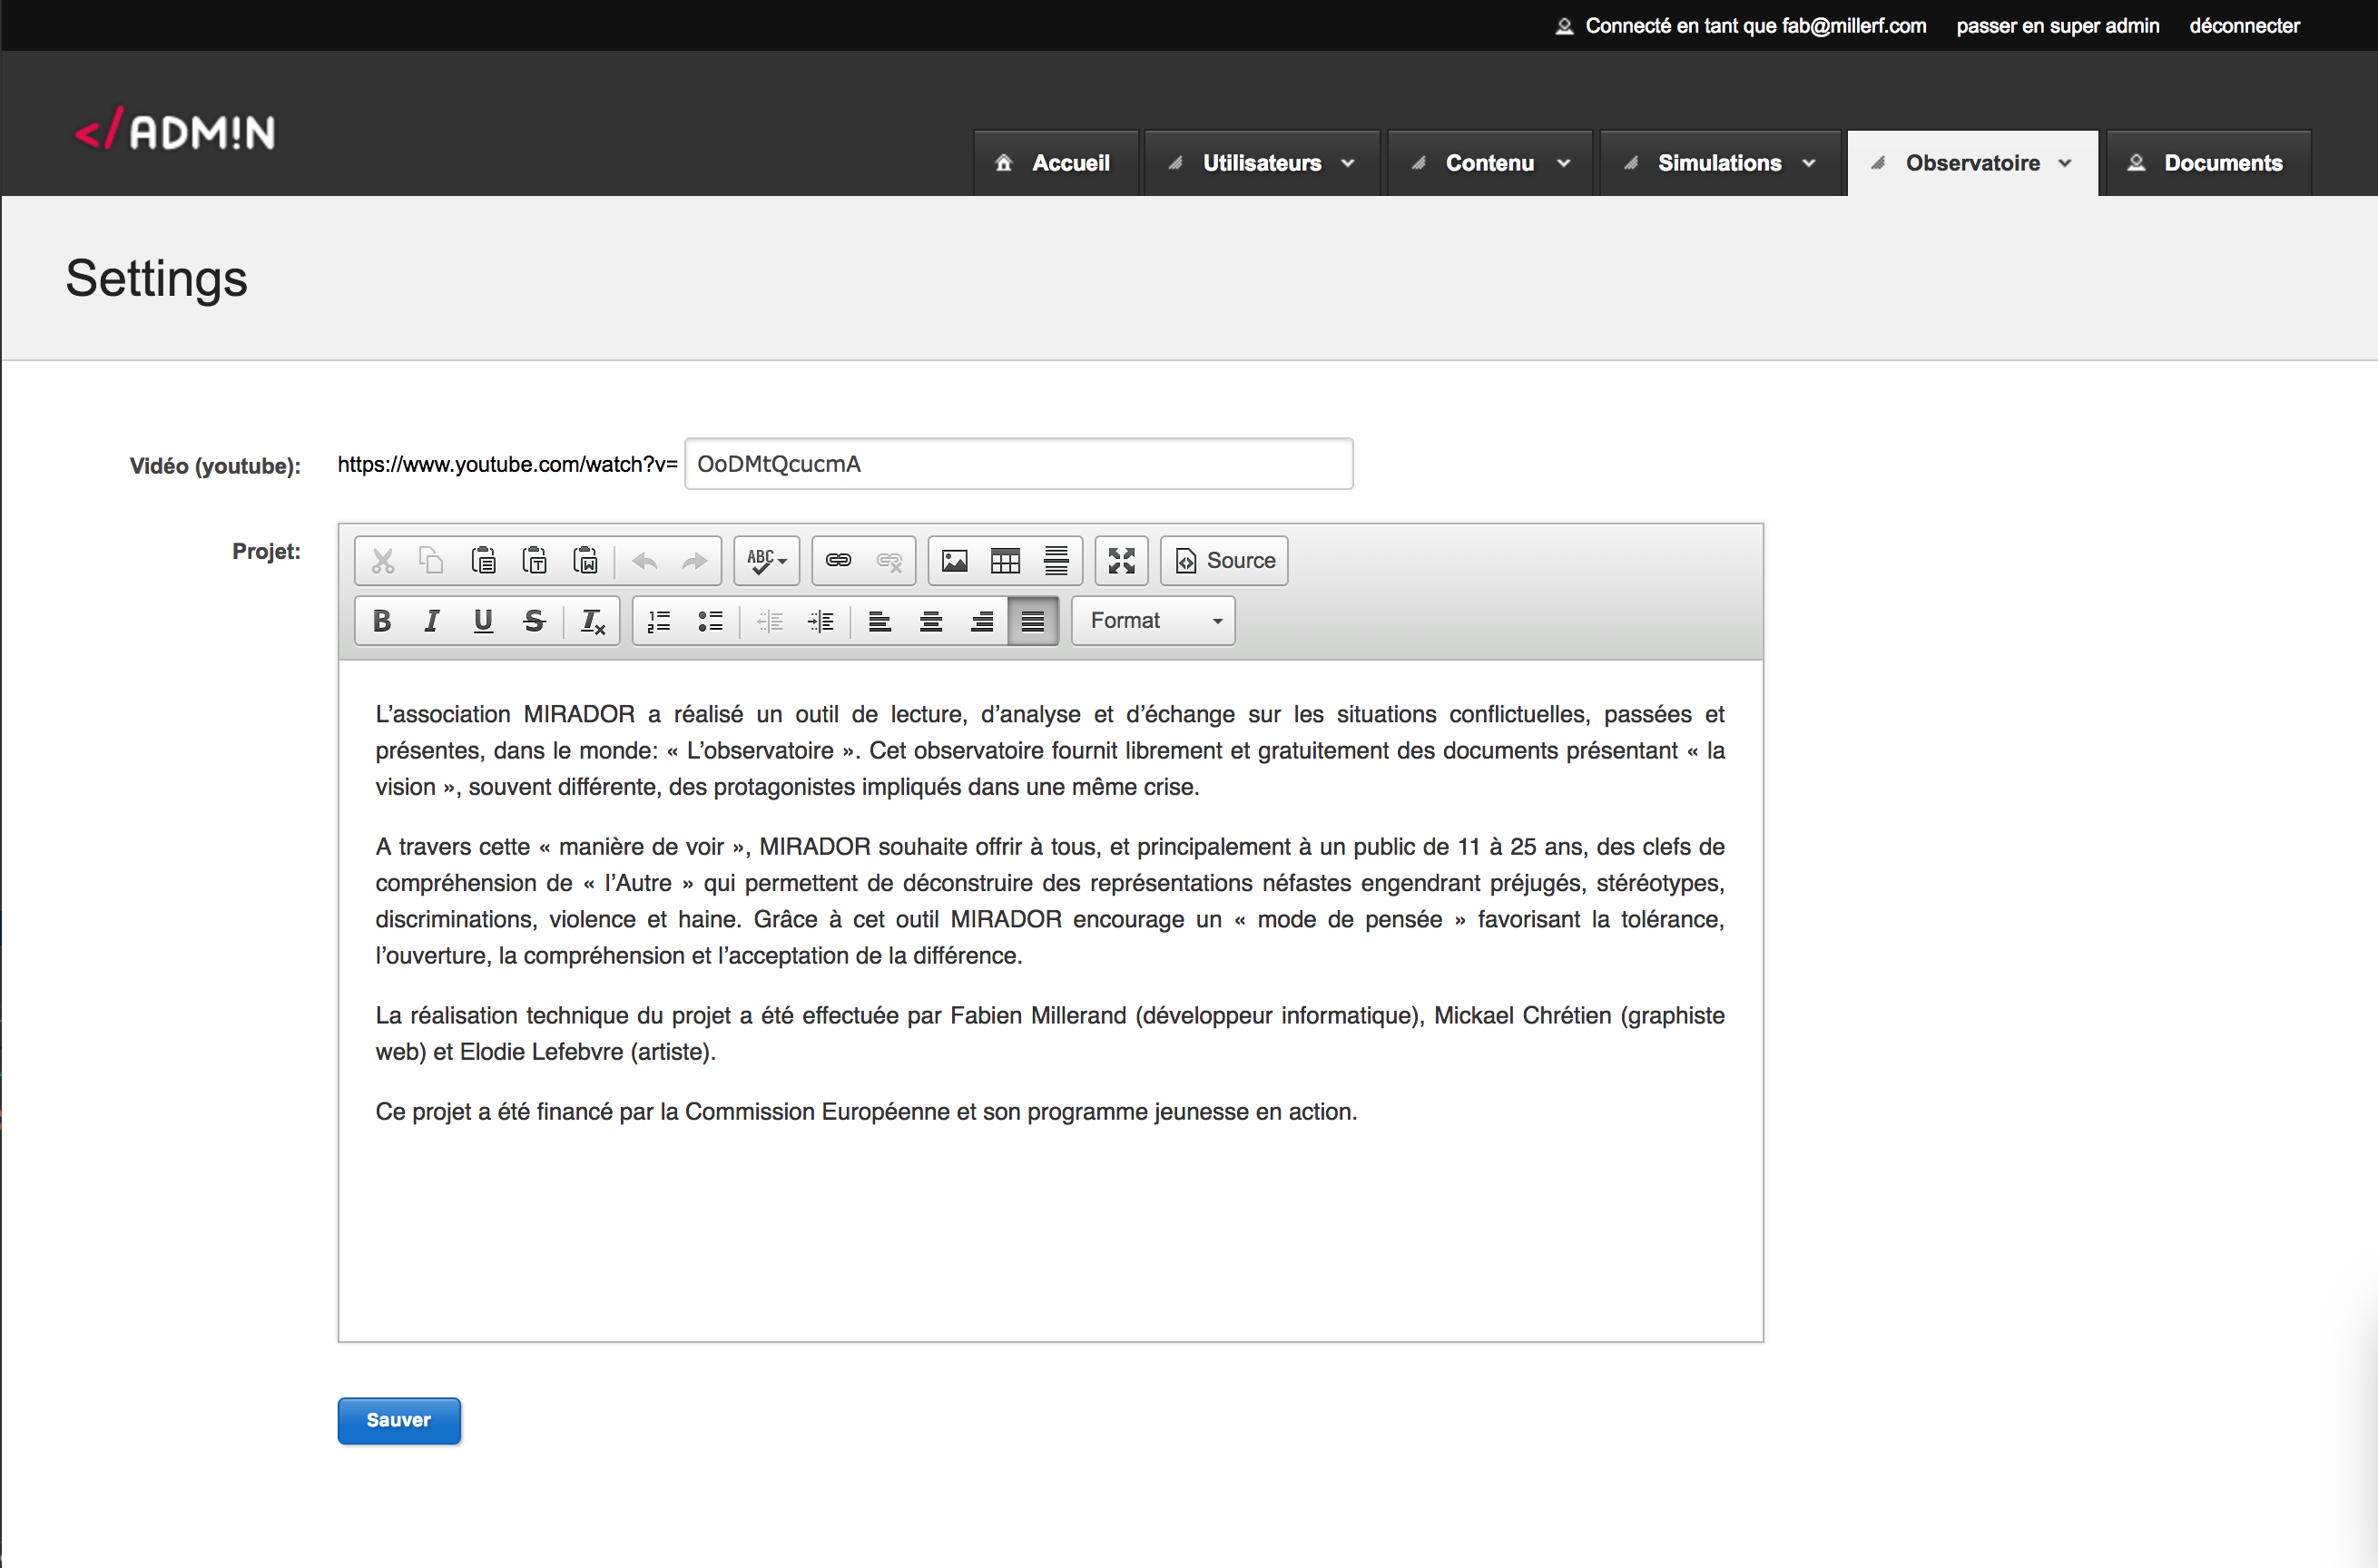 Connecté en tant que fab@millerf.com passer en super admin déconnecter
</ADM!N
Accueil Utilisateurs Contenu Simulations Observatoire Documents
Settings
Vidéo (youtube): https://www.youtube.com/watch?v= OoDMtQcucmA
Projet:
ABC Source
B I U S Tx Format
L’association MIRADOR a réalisé un outil de lecture, d’analyse et d’échange sur les situations conflictuelles, passées et
présentes, dans le monde: « L’observatoire ». Cet observatoire fournit librement et gratuitement des documents présentant « la
vision », souvent différente, des protagonistes impliqués dans une même crise.
A travers cette « manière de voir », MIRADOR souhaite offrir à tous, et principalement à un public de 11 à 25 ans, des clefs de
compréhension de « l’Autre » qui permettent de déconstruire des représentations néfastes engendrant préjugés, stéréotypes,
discriminations, violence et haine. Grâce à cet outil MIRADOR encourage un « mode de pensée » favorisant la tolérance,
l’ouverture, la compréhension et l’acceptation de la différence.
La réalisation technique du projet a été effectuée par Fabien Millerand (développeur informatique), Mickael Chrétien (graphiste
web) et Elodie Lefebvre (artiste).
Ce projet a été financé par la Commission Européenne et son programme jeunesse en action.
Sauver